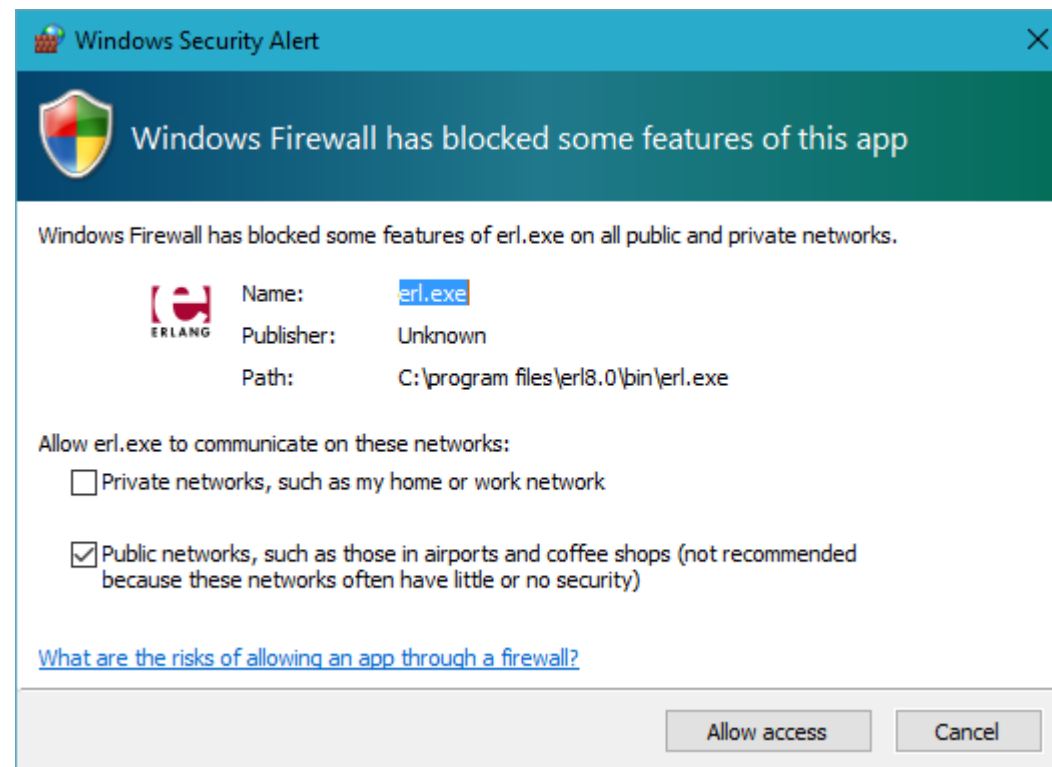 Windows Security Alert
Windows Firewall has blocked some features of this app
Windows Firewall has blocked some features of erl.exe on all public and private networks.
ERLANG
Name: erl.exe
Publisher: Unknown
Path: C:\program files\erl8.0\bin\erl.exe
Allow erl.exe to communicate on these networks:
Private networks, such as my home or work network
Public networks, such as those in airports and coffee shops (not recommended
because these networks often have little or no security)
What are the risks of allowing an app through a firewall?
Allow access Cancel